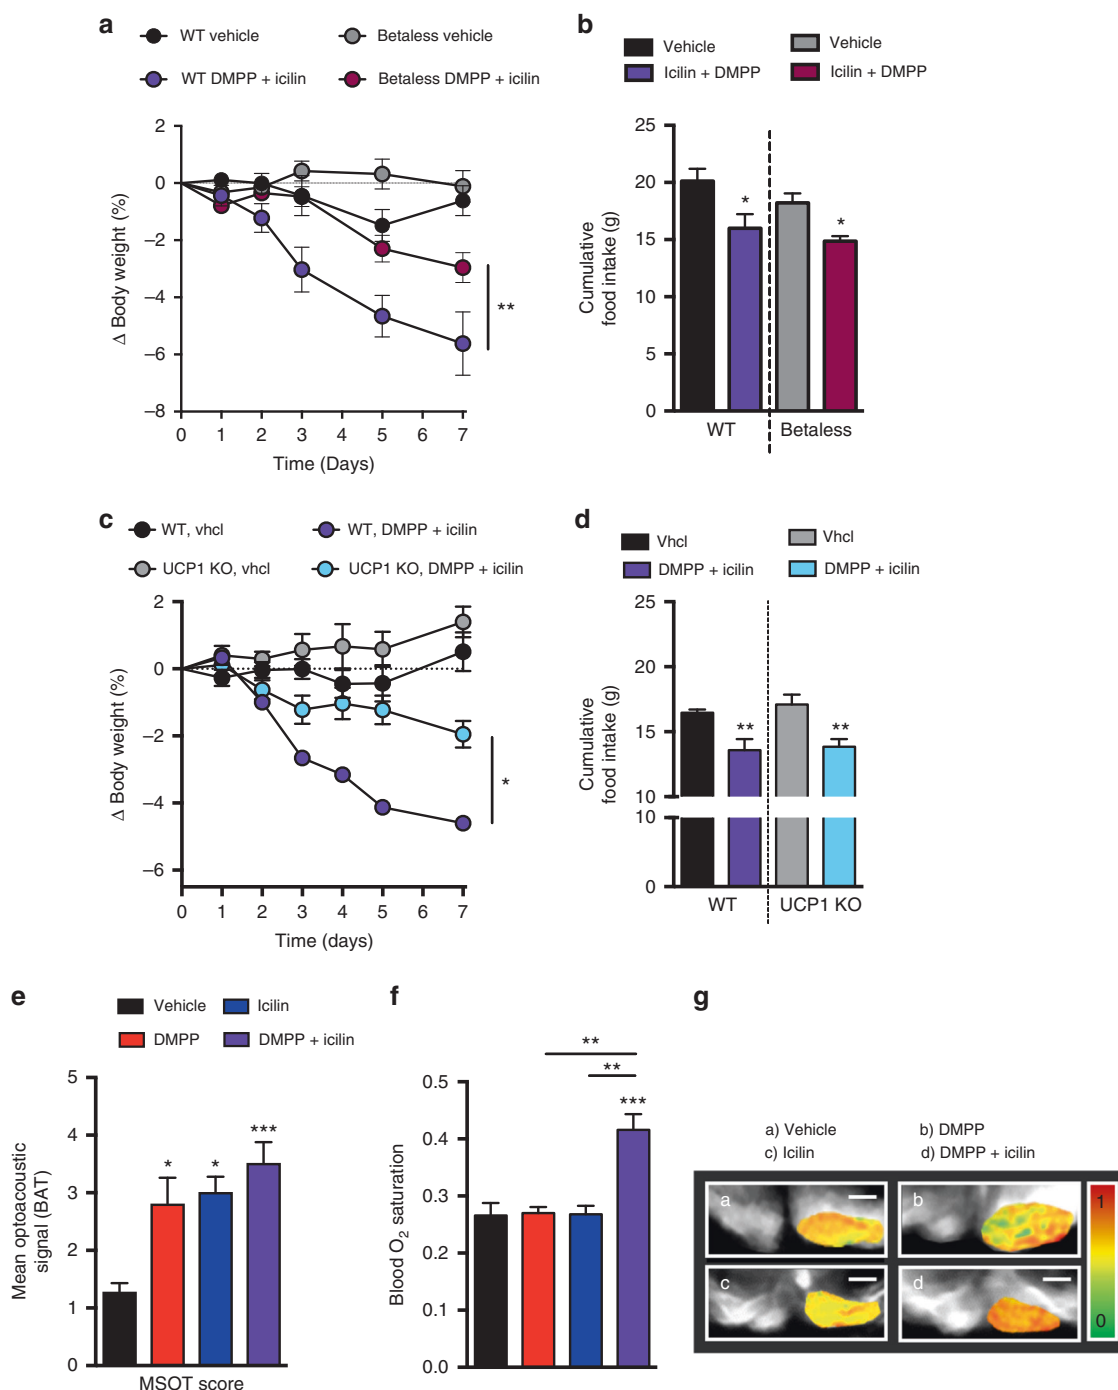 a
WT vehicle
Betaless vehicle
WT DMPP + icilin
Betaless DMPP + icilin
2
0
−2
−4
−6
−8
Δ Body weight (%)
**
0 1 2 3 4 5 6 7
Time (Days)
b
Vehicle
Vehicle
Icilin + DMPP
Icilin + DMPP
25
20
15
10
5
0
Cumulative
food intake (g)
*
*
WT
Betaless
c
WT, vhcl
WT, DMPP + icilin
UCP1 KO, vhcl
UCP1 KO, DMPP + icilin
2
0
−2
−4
−6
Δ Body weight (%)
*
0 1 2 3 4 5 6 7
Time (days)
d
Vhcl
Vhcl
DMPP + icilin
DMPP + icilin
25
20
15
10
10
0
Cumulative
food intake (g)
**
**
WT
UCP1 KO
e
Vehicle
Icilin
DMPP
DMPP + icilin
5
4
3
2
1
0
Mean optoacoustic
signal (BAT)
*
*
***
MSOT score
f
0.5
0.4
0.3
0.2
0.1
0.0
Blood O2 saturation
**
**
***
g
a) Vehicle
b) DMPP
c) Icilin
d) DMPP + icilin
a
b
c
d
1
0